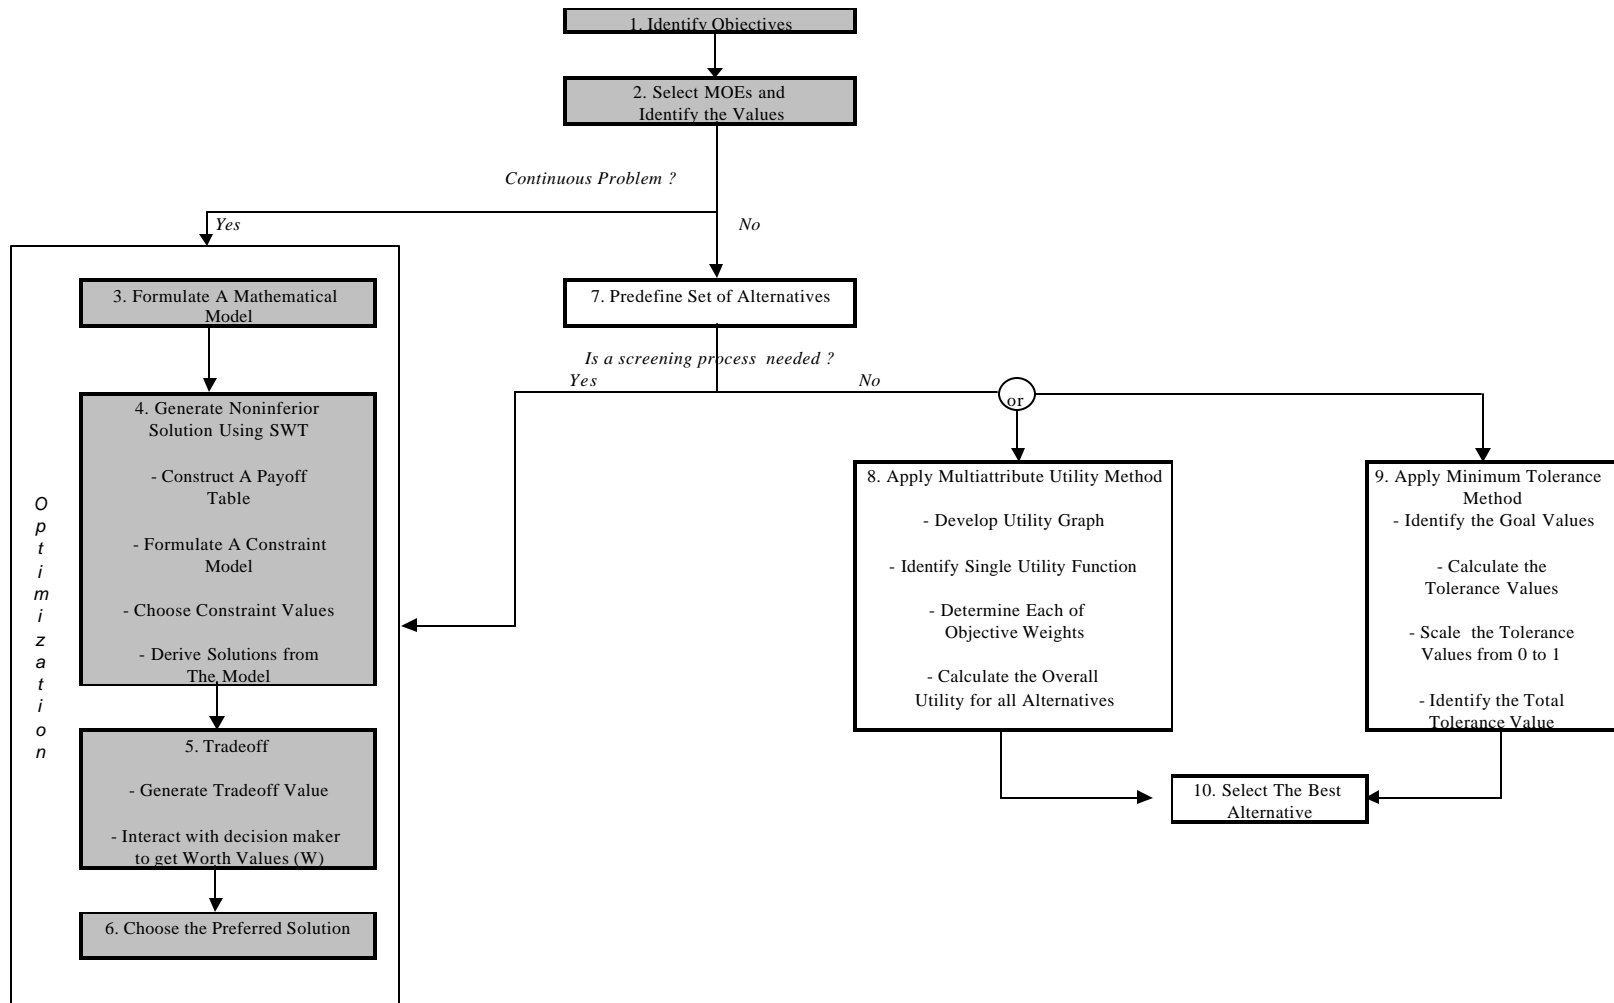 1. Identify Objectives
2. Select MOEs and
Identify the Values
Continuous Problem ?
Yes
No
3. Formulate A Mathematical
Model
7. Predefine Set of Alternatives
Is a screening process needed ?
Yes
No
or
4. Generate Noninferior
Solution Using SWT
- Construct A Payoff
Table
- Formulate A Constraint
Model
- Choose Constraint Values
- Derive Solutions from
The Model
Optimization
8. Apply Multiattribute Utility Method
- Develop Utility Graph
- Identify Single Utility Function
- Determine Each of
Objective Weights
- Calculate the Overall
Utility for all Alternatives
9. Apply Minimum Tolerance
Method
- Identify the Goal Values
- Calculate the
Tolerance Values
- Scale the Tolerance
Values from 0 to 1
- Identify the Total
Tolerance Value
5. Tradeoff
- Generate Tradeoff Value
- Interact with decision maker
to get Worth Values (W)
10. Select The Best
Alternative
6. Choose the Preferred Solution